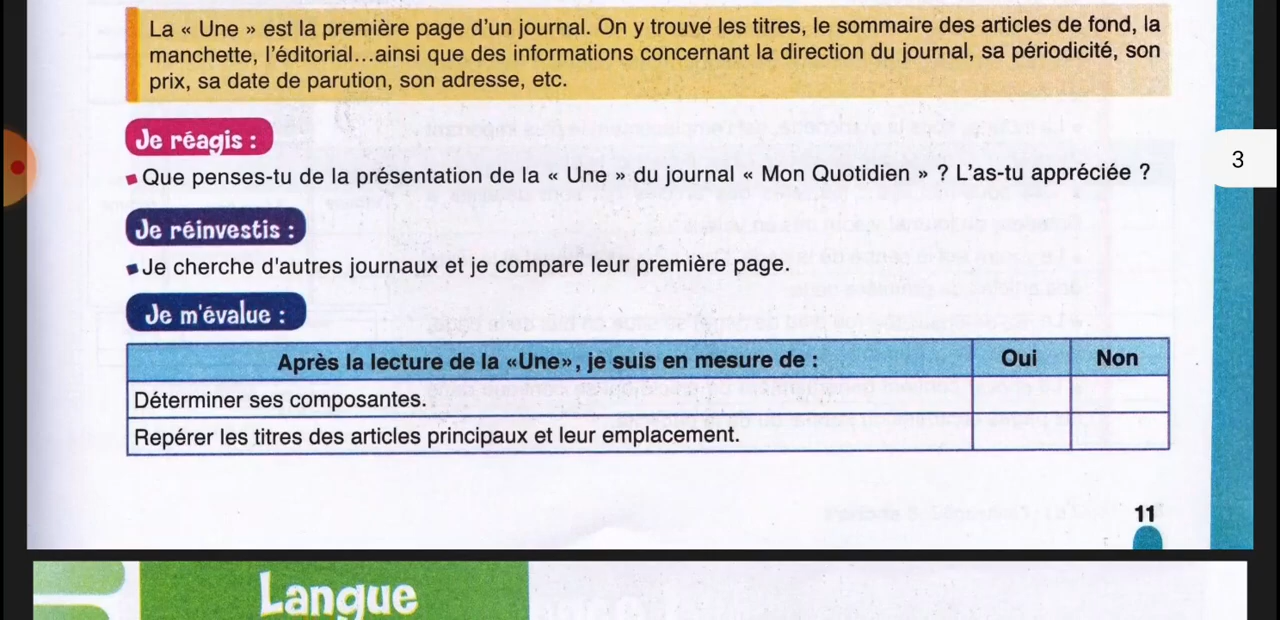 La « Une » est la première page d'un journal. On y trouve les titres, le sommaire des articles de fond, la
manchette, l'éditorial...ainsi que des informations concernant la direction du journal, sa périodicité, son
prix, sa date de parution, son adresse, etc.
Je réagis :
Que penses-tu de la présentation de la « Une » du journal « Mon Quotidien » ? L'as-tu appréciée ?
3
Je réinvestis :
Je cherche d'autres journaux et je compare leur première page.
Je m'évalue :
Après la lecture de la «Une», je suis en mesure de : Oui Non
Déterminer ses composantes.
Repérer les titres des articles principaux et leur emplacement.
11
Langue